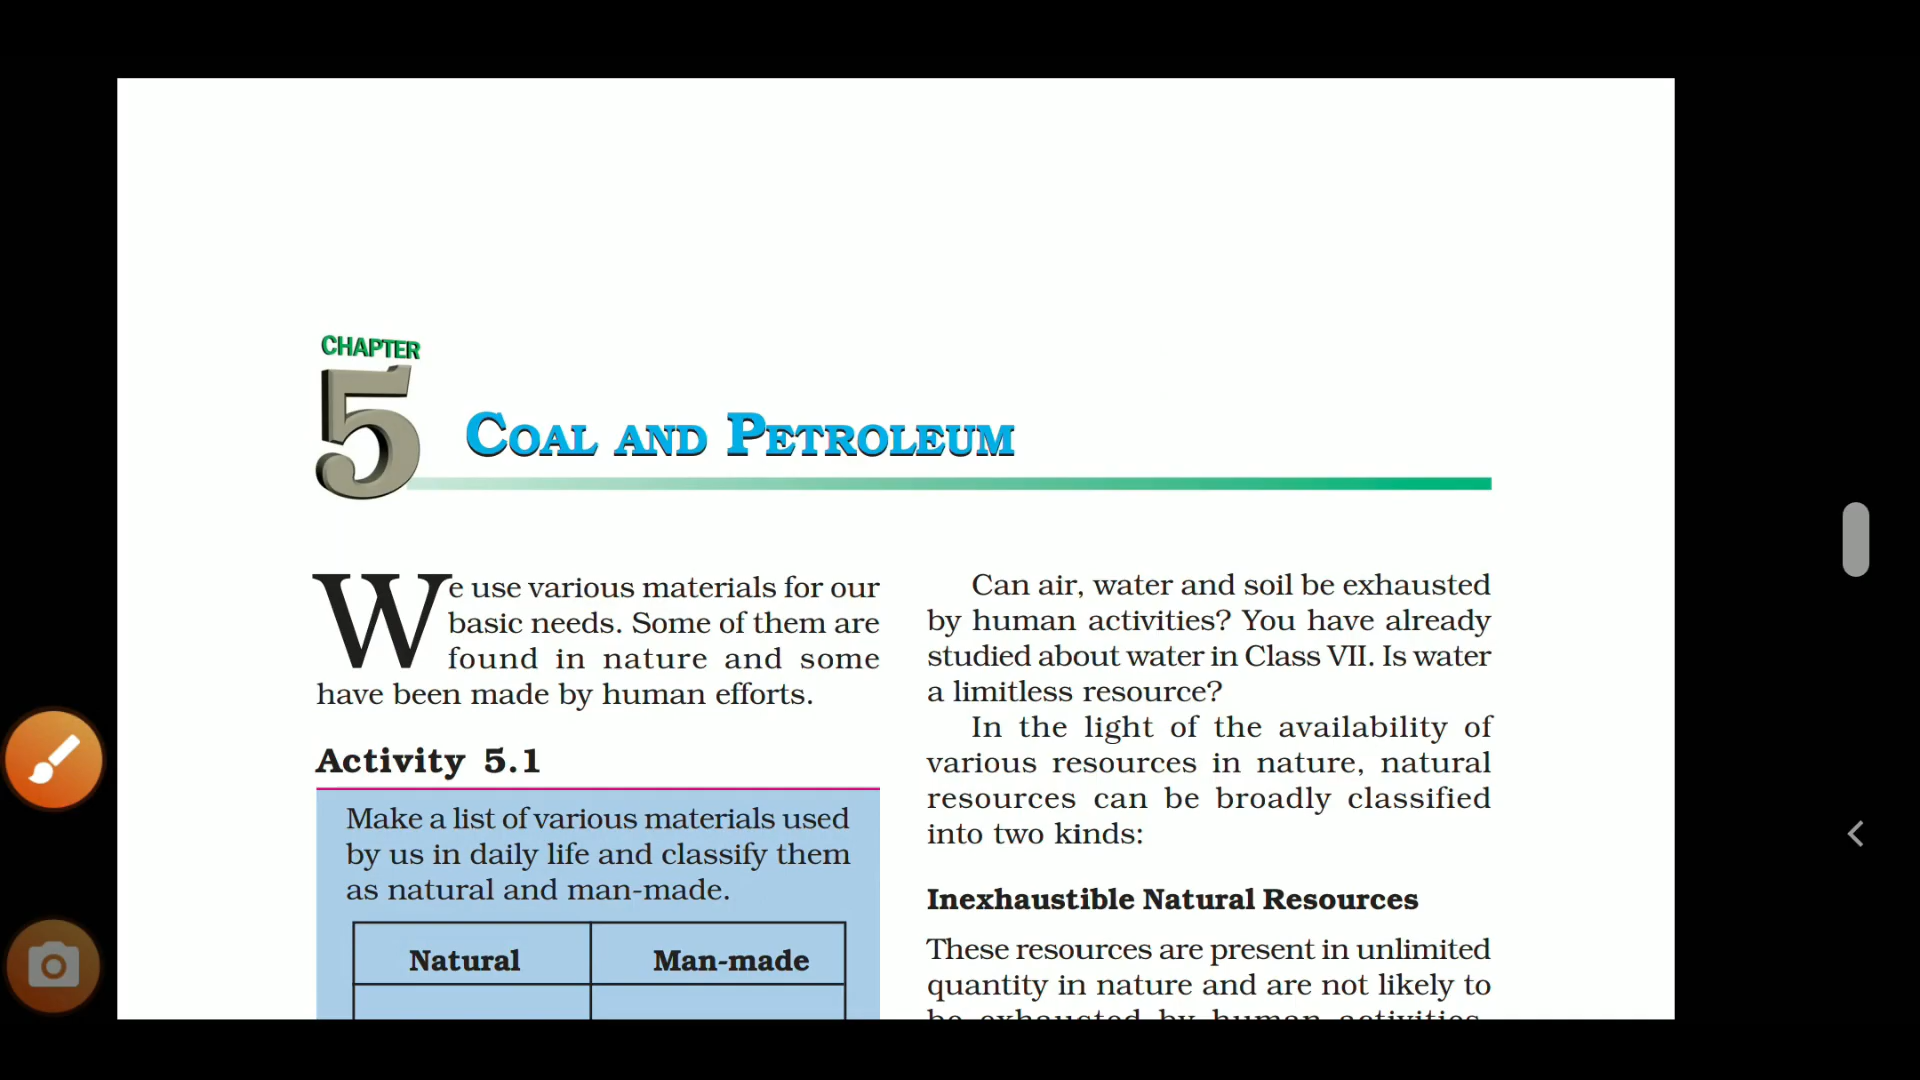 CHAPTER
5
COAL AND PETROLEUM
We use various materials for our
basic needs. Some of them are
found in nature and some
have been made by human efforts.
Activity 5.1
Make a list of various materials used
by us in daily life and classify them
as natural and man-made.
Natural Man-made
Can air, water and soil be exhausted
by human activities? You have already
studied about water in Class VII. Is water
a limitless resource?
In the light of the availability of
various resources in nature, natural
resources can be broadly classified
into two kinds:
Inexhaustible Natural Resources
These resources are present in unlimited
quantity in nature and are not likely to
be exhausted by human activities.